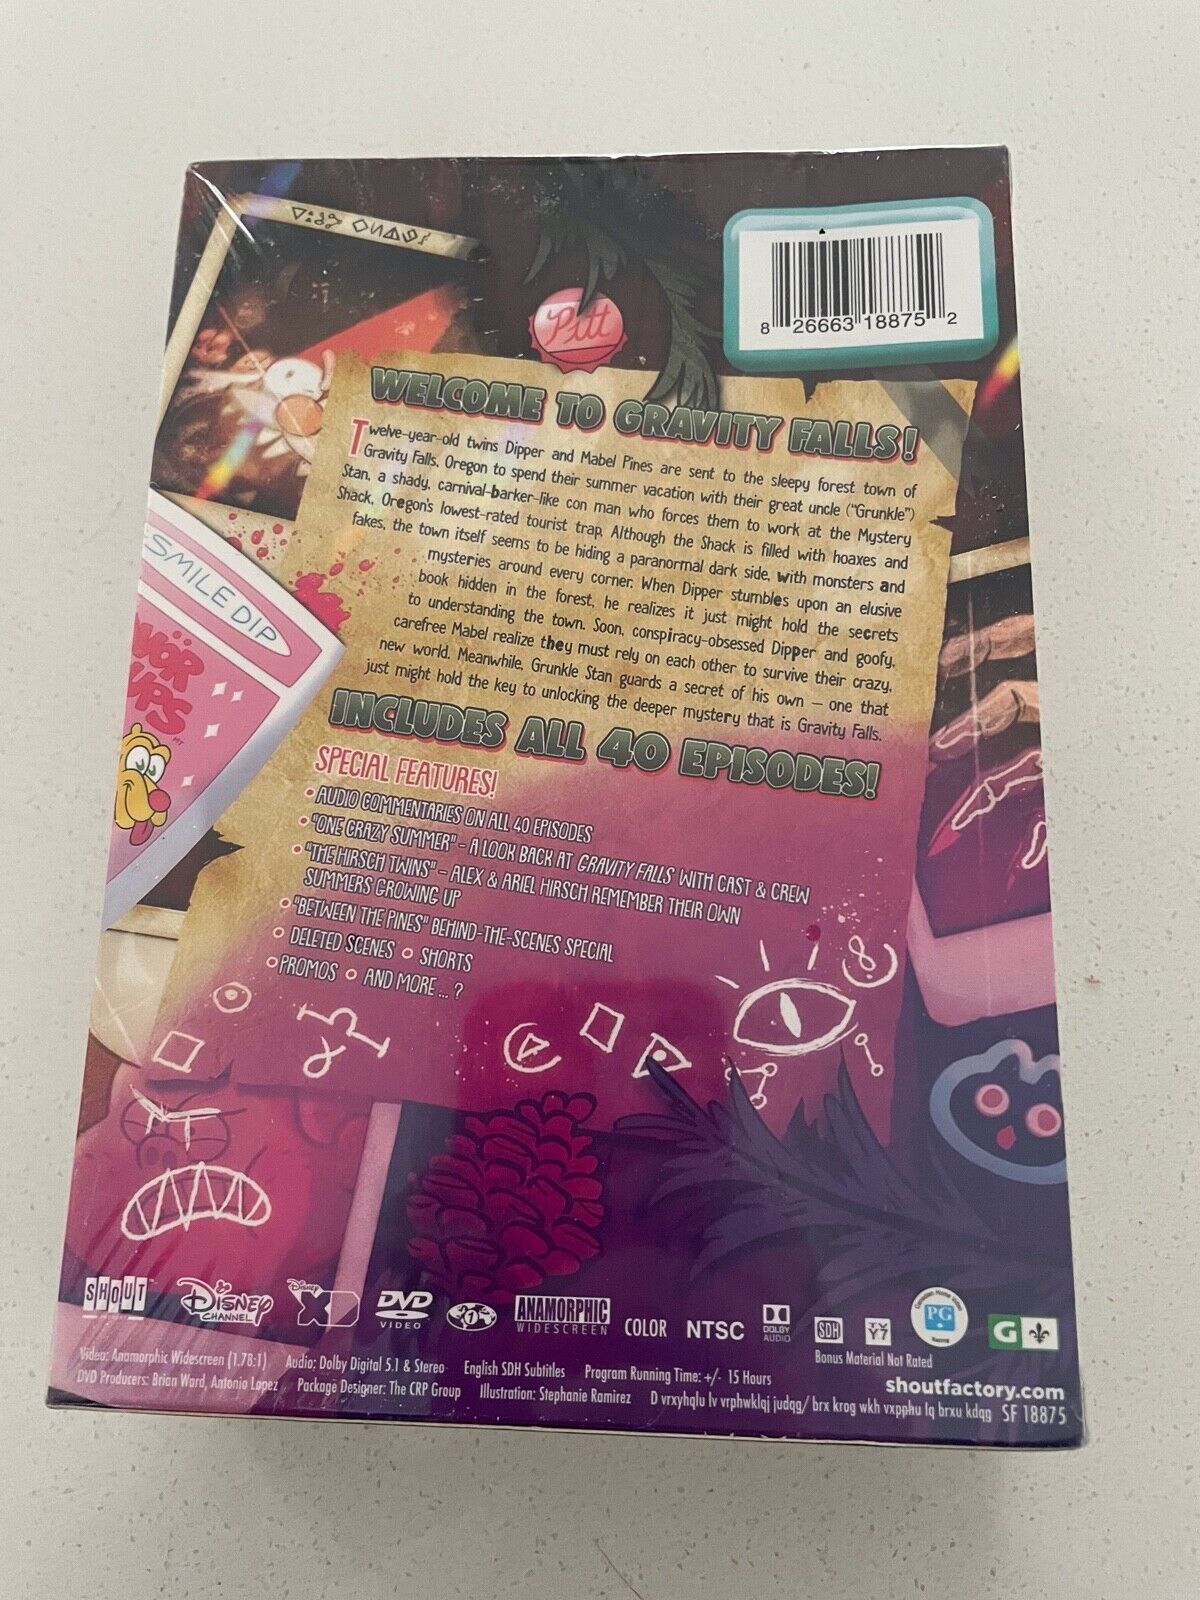 Pitt
8 26663 18875 2
WELCOME TO GRAVITY FALLS!
Twelve-year-old twins Dipper and Mabel Pines are sent to the sleepy forest town of
Gravity Falls, Oregon to spend their summer vacation with their great uncle ("Grunkle")
Stan, a shady, carnival-barker-like con man who forces them to work at the Mystery
Shack, Oregon's lowest-rated tourist trap. Although the Shack is filled with hoaxes and
fakes, the town itself seems to be hiding a paranormal dark side, with monsters and
mysteries around every corner. When Dipper stumbles upon an elusive
book hidden in the forest, he realizes it just might hold the secrets
to understanding the town. Soon, conspiracy-obsessed Dipper and goofy,
carefree Mabel realize they must rely on each other to survive their crazy,
new world. Meanwhile, Grunkle Stan guards a secret of his own – one that
just might hold the key to unlocking the deeper mystery that is Gravity Falls.
SMILE DIP
INCLUDES ALL 40 EPISODES!
SPECIAL FEATURES!
• AUDIO COMMENTARIES ON ALL 40 EPISODES
• "ONE CRAZY SUMMER" – A LOOK BACK AT GRAVITY FALLS WITH CAST & CREW
• "THE HIRSCH TWINS" – ALEX & ARIEL HIRSCH REMEMBER THEIR OWN
SUMMERS GROWING UP
• "BETWEEN THE PINES" BEHIND-THE-SCENES SPECIAL
• DELETED SCENES • SHORTS
• PROMOS • AND MORE ... ?
SHOUT Disney CHANNEL Disney XD DVD VIDEO 1 ANAMORPHIC WIDESCREEN COLOR NTSC DOLBY AUDIO SDH TV Y7 Canadian Home Video PG Rating G
Bonus Material Not Rated
Video: Anamorphic Widescreen (1.78:1) Audio: Dolby Digital 5.1 & Stereo English SDH Subtitles Program Running Time: +/- 15 Hours
shoutfactory.com
DVD Producers: Brian Ward, Antonio Lopez Package Designer: The CRP Group Illustration: Stephanie Ramirez D vrxyhqlu lv vrphwklqj judqg/ brx krog wkh vxpphu lq brxu kdqg SF 18875